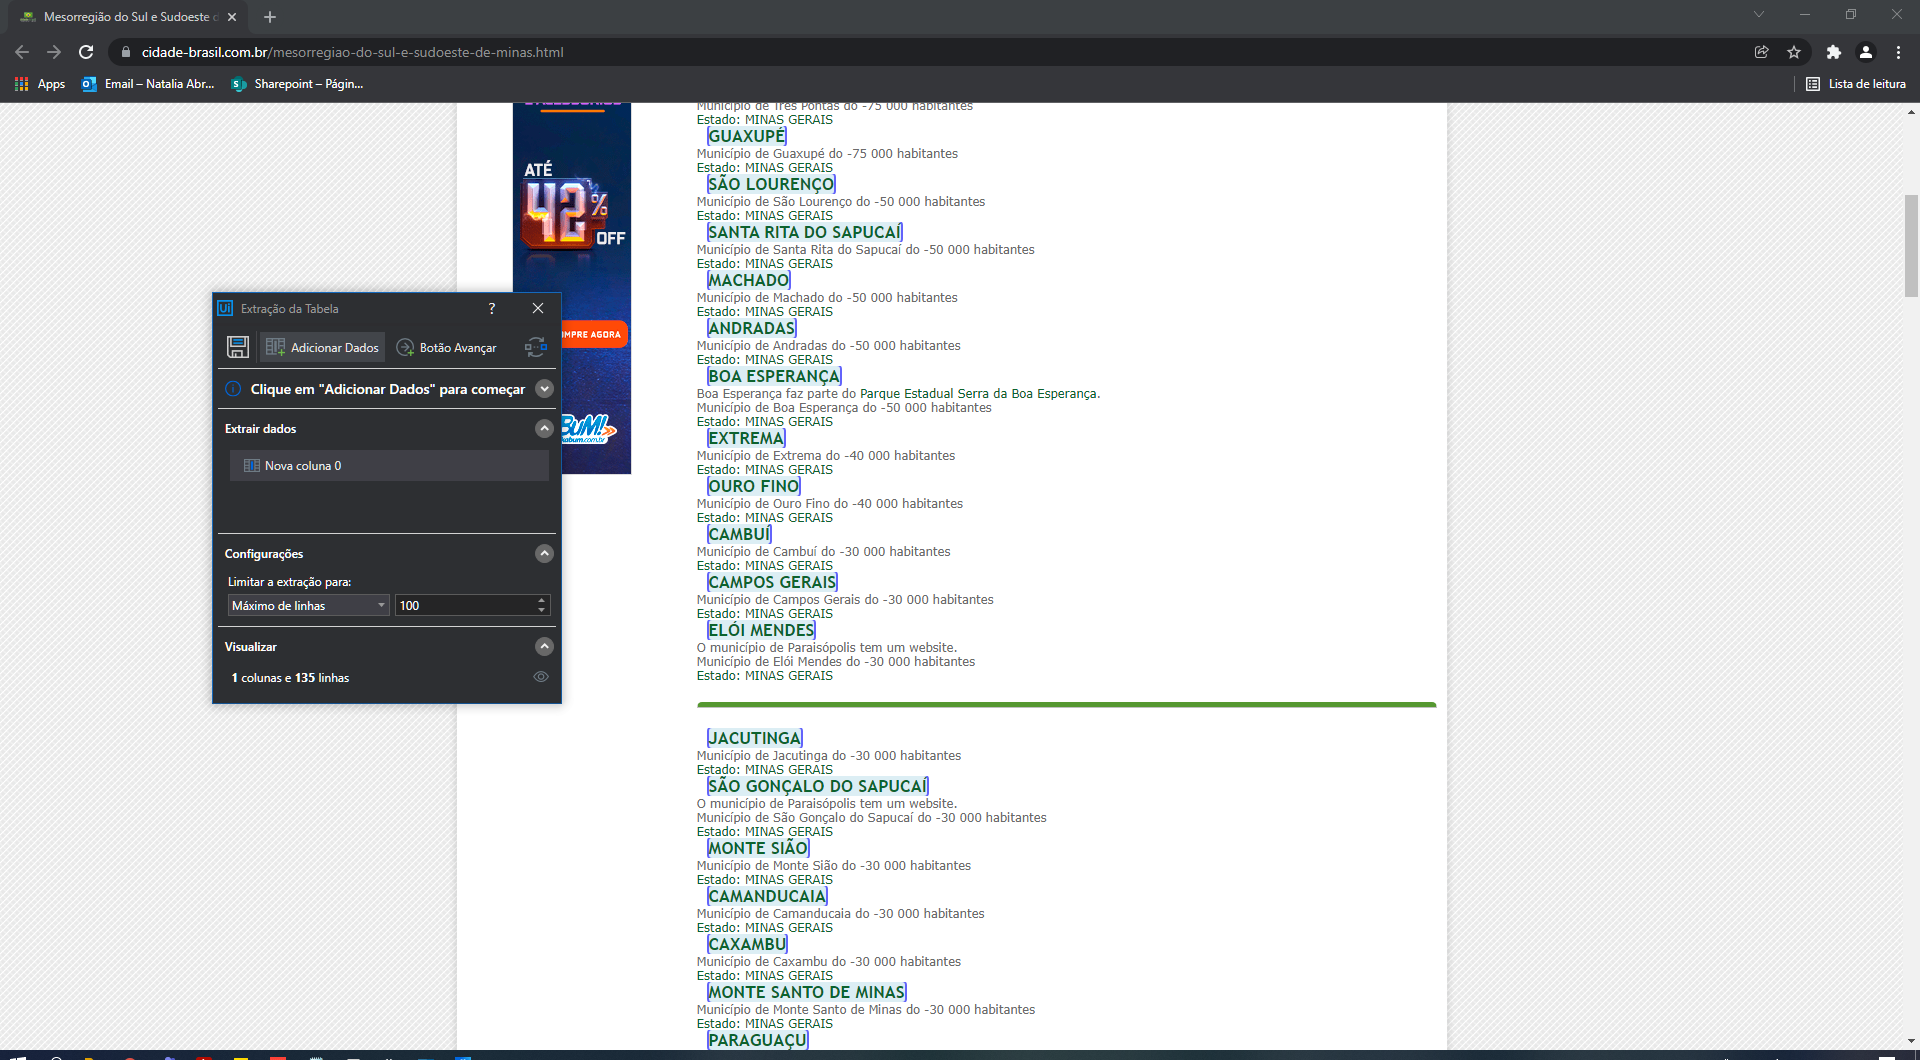 Mesorregião do Sul e Sudoeste d
cidade-brasil.com.br/mesorregiao-do-sul-e-sudoeste-de-minas.html
Apps
Email – Natalia Abr...
Sharepoint – Págin...
Lista de leitura
ATÉ
42%
OFF
MPRE AGORA
BUM!
abum.com.br
Ui Extração da Tabela ?
Adicionar Dados
Botão Avançar
Clique em "Adicionar Dados" para começar
Extrair dados
Nova coluna 0
Configurações
Limitar a extração para:
Máximo de linhas
100
Visualizar
1 colunas e 135 linhas
Município de Três Pontas do -75 000 habitantes
Estado: MINAS GERAIS
GUAXUPÉ
Município de Guaxupé do -75 000 habitantes
Estado: MINAS GERAIS
SÃO LOURENÇO
Município de São Lourenço do -50 000 habitantes
Estado: MINAS GERAIS
SANTA RITA DO SAPUCAÍ
Município de Santa Rita do Sapucaí do -50 000 habitantes
Estado: MINAS GERAIS
MACHADO
Município de Machado do -50 000 habitantes
Estado: MINAS GERAIS
ANDRADAS
Município de Andradas do -50 000 habitantes
Estado: MINAS GERAIS
BOA ESPERANÇA
Boa Esperança faz parte do Parque Estadual Serra da Boa Esperança.
Município de Boa Esperança do -50 000 habitantes
Estado: MINAS GERAIS
EXTREMA
Município de Extrema do -40 000 habitantes
Estado: MINAS GERAIS
OURO FINO
Município de Ouro Fino do -40 000 habitantes
Estado: MINAS GERAIS
CAMBUÍ
Município de Cambuí do -30 000 habitantes
Estado: MINAS GERAIS
CAMPOS GERAIS
Município de Campos Gerais do -30 000 habitantes
Estado: MINAS GERAIS
ELÓI MENDES
O município de Paraisópolis tem um website.
Município de Elói Mendes do -30 000 habitantes
Estado: MINAS GERAIS
JACUTINGA
Município de Jacutinga do -30 000 habitantes
Estado: MINAS GERAIS
SÃO GONÇALO DO SAPUCAÍ
O município de Paraisópolis tem um website.
Município de São Gonçalo do Sapucaí do -30 000 habitantes
Estado: MINAS GERAIS
MONTE SIÃO
Município de Monte Sião do -30 000 habitantes
Estado: MINAS GERAIS
CAMANDUCAIA
Município de Camanducaia do -30 000 habitantes
Estado: MINAS GERAIS
CAXAMBU
Município de Caxambu do -30 000 habitantes
Estado: MINAS GERAIS
MONTE SANTO DE MINAS
Município de Monte Santo de Minas do -30 000 habitantes
Estado: MINAS GERAIS
PARAGUAÇU